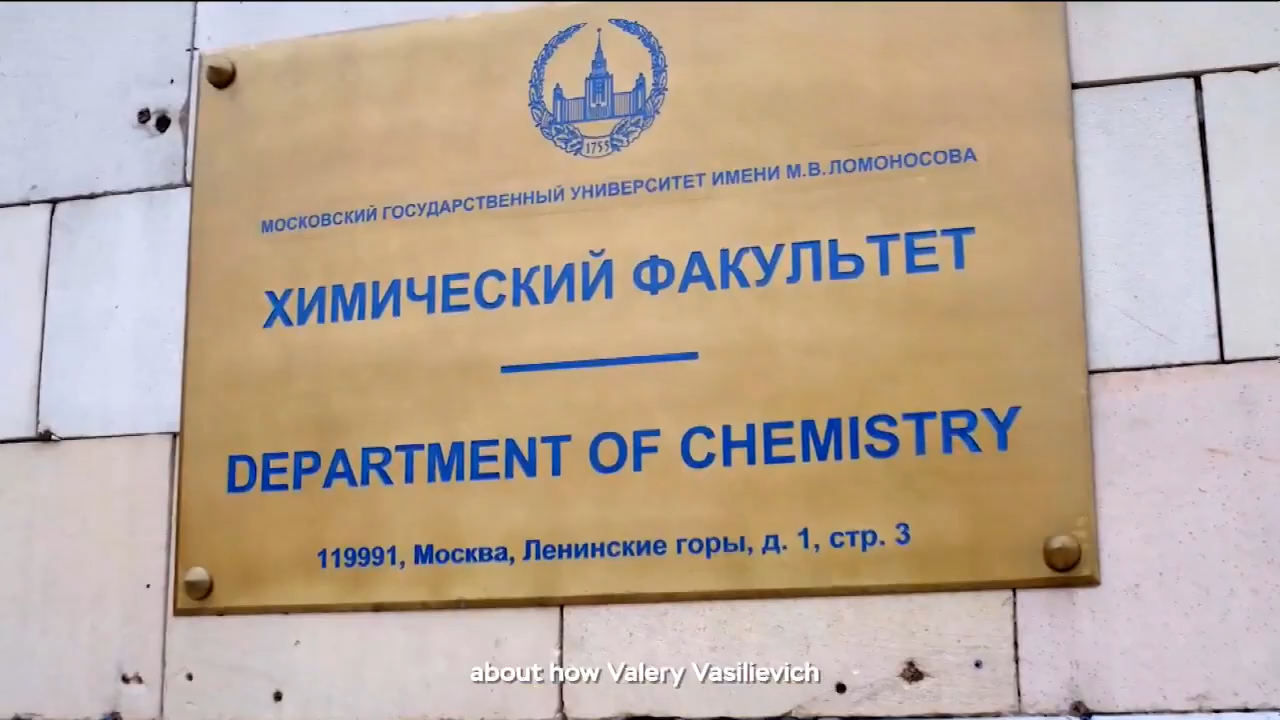 1755
МОСКОВСКИЙ ГОСУДАРСТВЕННЫЙ УНИВЕРСИТЕТ ИМЕНИ М.В.ЛОМОНОСОВА
ХИМИЧЕСКИЙ ФАКУЛЬТЕТ
DEPARTMENT OF CHEMISTRY
119991, Москва, Ленинские горы, д. 1, стр. 3
about how Valery Vasilievich